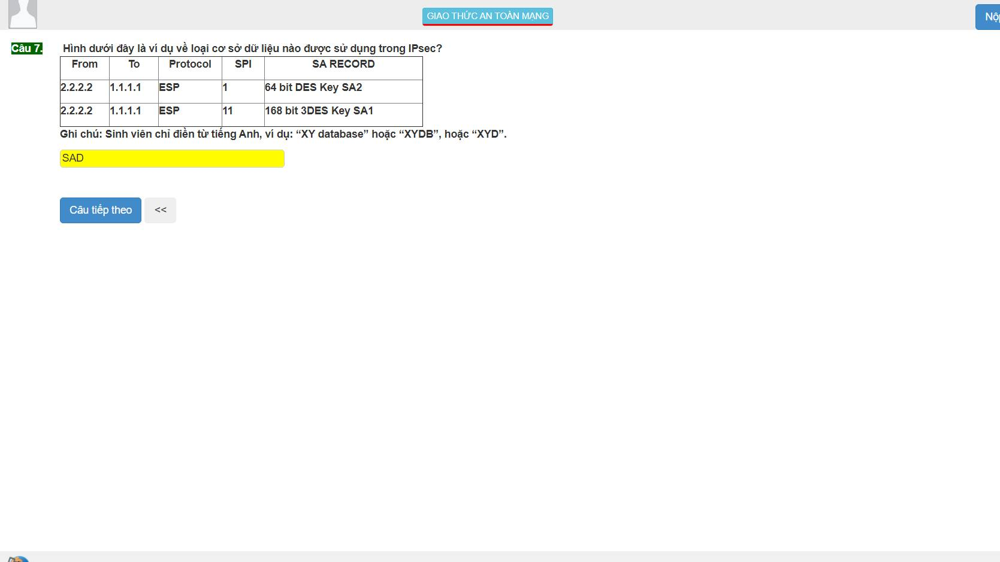 GIAO THỨC AN TOÀN MẠNG
Câu 7. Hình dưới đây là ví dụ về loại cơ sở dữ liệu nào được sử dụng trong IPsec?
From To Protocol SPI SA RECORD
2.2.2.2 1.1.1.1 ESP 1 64 bit DES Key SA2
2.2.2.2 1.1.1.1 ESP 11 168 bit 3DES Key SA1
Ghi chú: Sinh viên chỉ điền từ tiếng Anh, ví dụ: “XY database” hoặc “XYDB”, hoặc “XYD”.
SAD
Câu tiếp theo <<